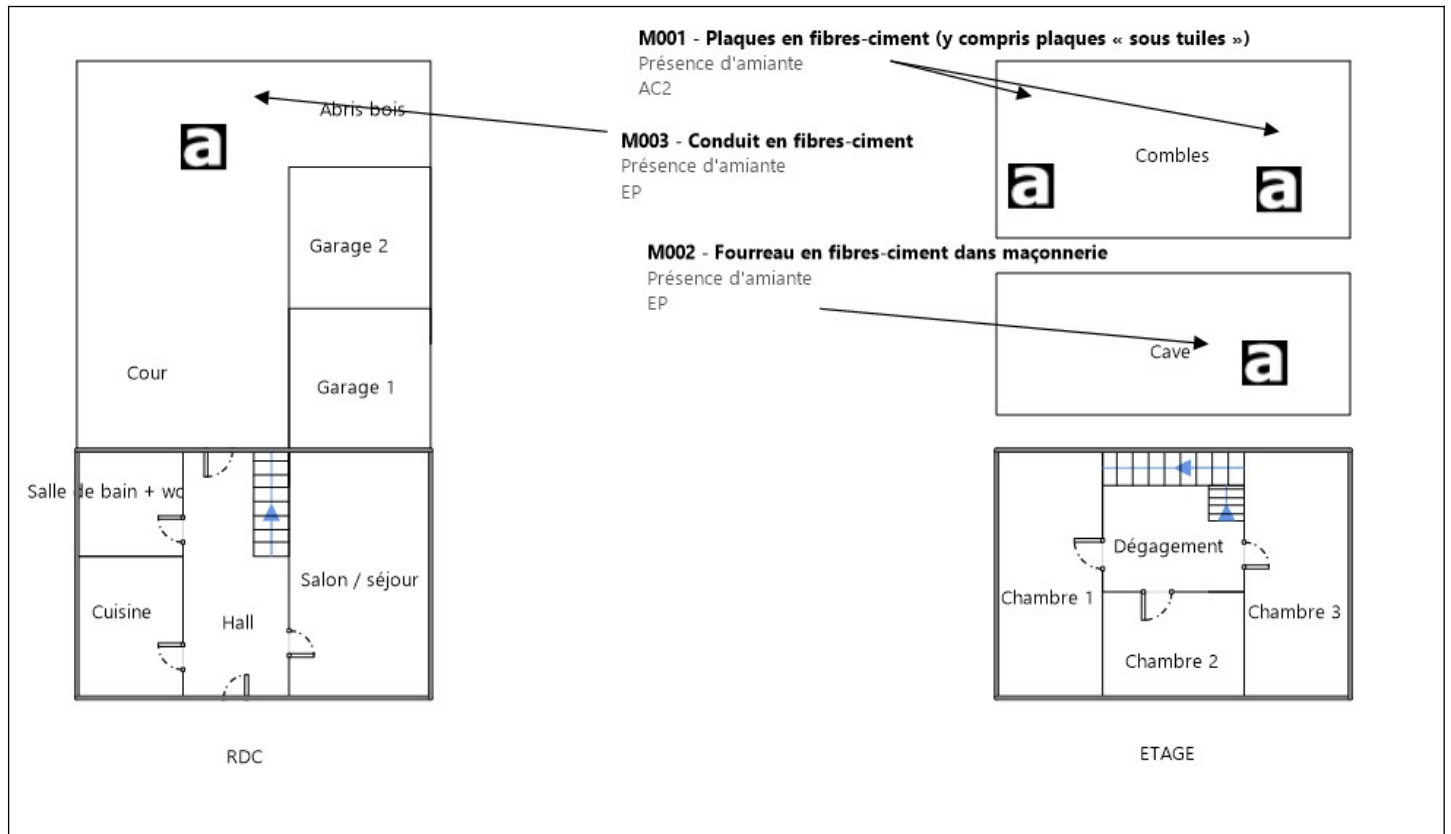 M001 - Plaques en fibres-ciment (y compris plaques « sous tuiles »)
Présence d'amiante
AC2
Abris bois
a
M003 - Conduit en fibres-ciment
Présence d'amiante
EP
Combles
a
a
Garage 2
M002 - Fourreau en fibres-ciment dans maçonnerie
Présence d'amiante
EP
Cave
a
Cour
Garage 1
Salle de bain + wc
Salon / séjour
Cuisine
Hall
Dégagement
Chambre 1
Chambre 3
Chambre 2
RDC
ETAGE